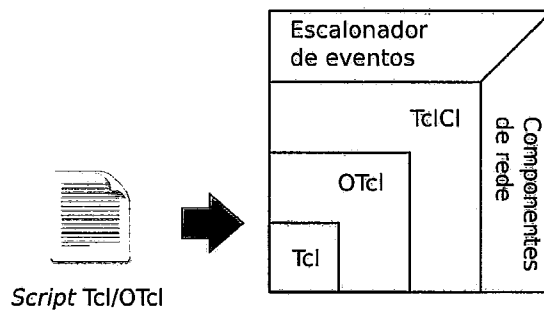 Escalonador
de eventos
TclCl
Componentes
de rede
OTcl
Tcl
Script Tcl/OTcl